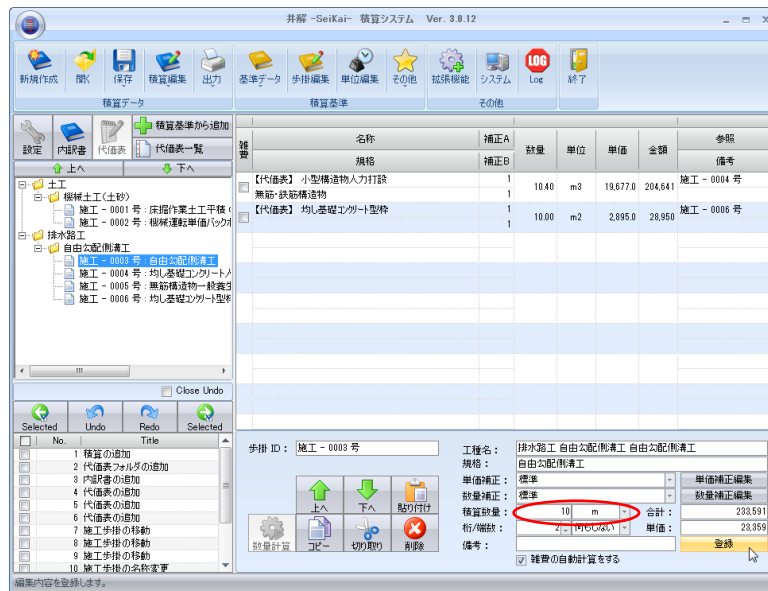 井解 -SeiKai- 積算システム Ver. 3.0.12
新規作成 開く 保存 積算編集 出力 基準データ 歩掛編集 単位編集 その他 拡張機能 システム Log 終了
LOG
積算データ 積算基準 その他
設定 内訳書 代価表 積算基準から追加
代価表一覧
上へ 下へ
土工
機械土工(土砂)
施工 - 0001 号:床掘作業土工平積
施工 - 0002 号:機械運転単価バックホ
排水路工
自由勾配側溝工
施工 - 0003 号:自由勾配側溝工
施工 - 0004 号:均し基礎コンクリート人
施工 - 0005 号:無筋構造物一般養生
施工 - 0006 号:均し基礎コンクリート型枠
Close Undo
Selected Undo Redo Selected
No. Title
1 積算の追加
2 代価表フォルダの追加
3 内訳書の追加
4 代価表の追加
5 代価表の追加
6 代価表の追加
7 施工歩掛の移動
8 施工歩掛の移動
9 施工歩掛の移動
10 施工歩掛の名称変更
雑費 名称 補正A 数量 単位 単価 金額 参照
規格 補正B 備考
【代価表】 小型構造物人力打設 1 10.40 m3 19,677.0 204,641 施工 - 0004 号
無筋・鉄筋構造物 1
【代価表】 均し基礎コンクリート型枠 1 10.00 m2 2,895.0 28,950 施工 - 0006 号
1
歩掛 ID: 施工 - 0003 号
上へ 下へ 貼り付け
数量計算 コピー 切り取り 削除
工種名: 排水路工 自由勾配側溝工 自由勾配側溝工
規格: 自由勾配側溝工
単価補正: 標準 単価補正編集
数量補正: 標準 数量補正編集
積算数量: 10 m 合計: 233,591
桁/端数: 2 何もしない 単価: 23,359
備考: 登録
雑費の自動計算をする
編集内容を登録します。